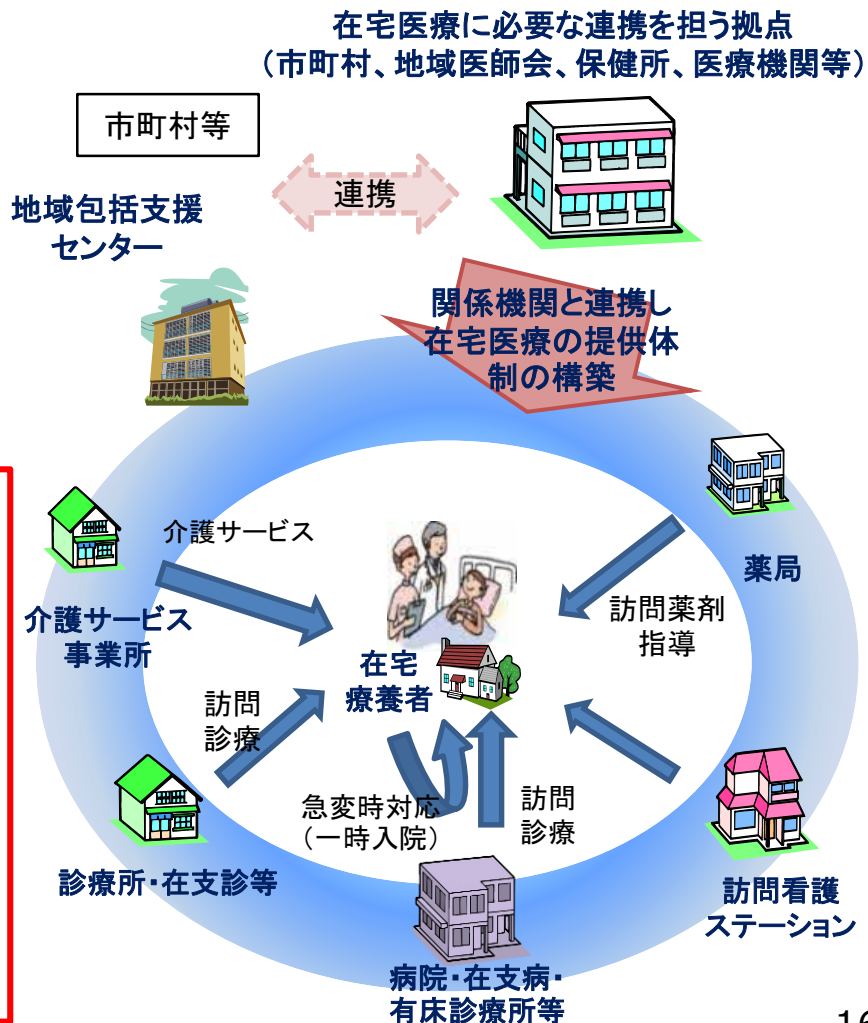 在宅医療に必要な連携を担う拠点
（市町村、地域医師会、保健所、医療機関等）
市町村等
連携
地域包括支援
センター
関係機関と連携し
在宅医療の提供体
制の構築
介護サービス
薬局
介護サービス
事業所
訪問薬剤
指導
在宅
療養者
訪問
診療
急変時対応
（一時入院）
訪問
診療
診療所・在支診等
訪問看護
ステーション
病院・在支病・
有床診療所等